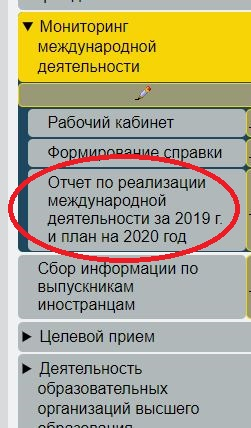 ▼ Мониторинг
международной
деятельности
Рабочий кабинет
Формирование справки
Отчет по реализации
международной
деятельности за 2019 г.
и план на 2020 год
Сбор информации по
выпускникам
иностранцам
► Целевой прием
► Деятельность
образовательных
организаций высшего
образования